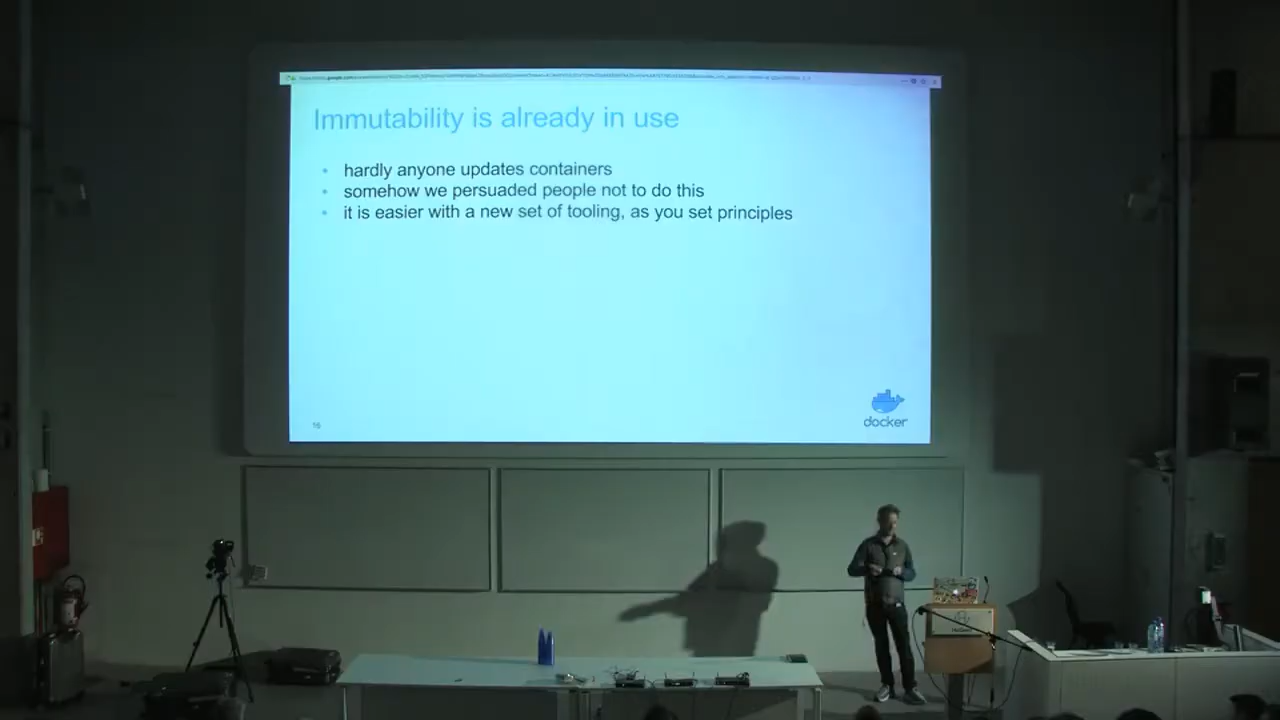 Immutability is already in use
• hardly anyone updates containers
• somehow we persuaded people not to do this
• it is easier with a new set of tooling, as you set principles
16
docker